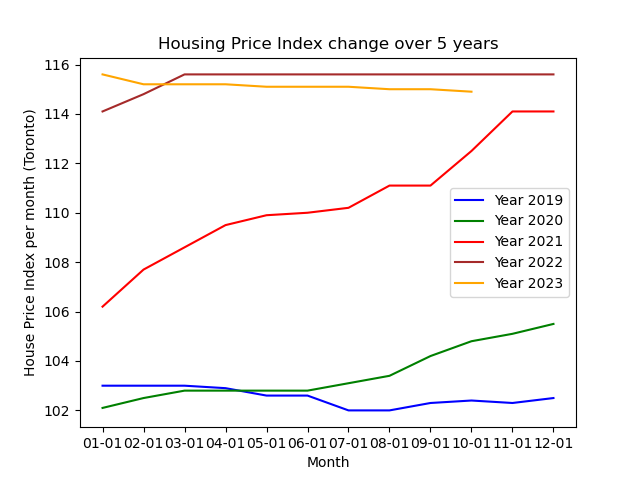 Housing Price Index change over 5 years
House Price Index per month (Toronto)
116
114
112
110
108
106
104
102
Year 2019
Year 2020
Year 2021
Year 2022
Year 2023
01-01 02-01 03-01 04-01 05-01 06-01 07-01 08-01 09-01 10-01 11-01 12-01
Month